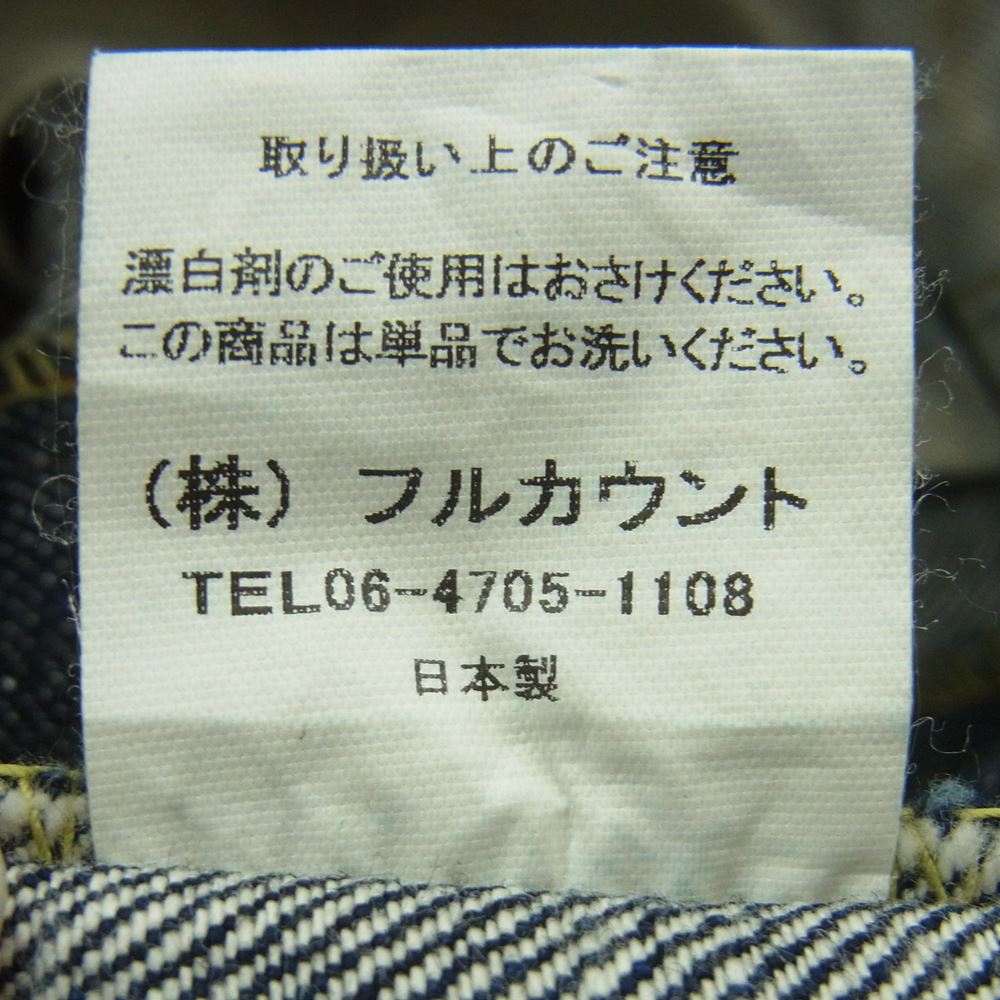 取り扱い上のご注意
漂白剤のご使用はおさけください。
この商品は単品でお洗いください。
(株) フルカウント
TEL06-4705-1108
日本製